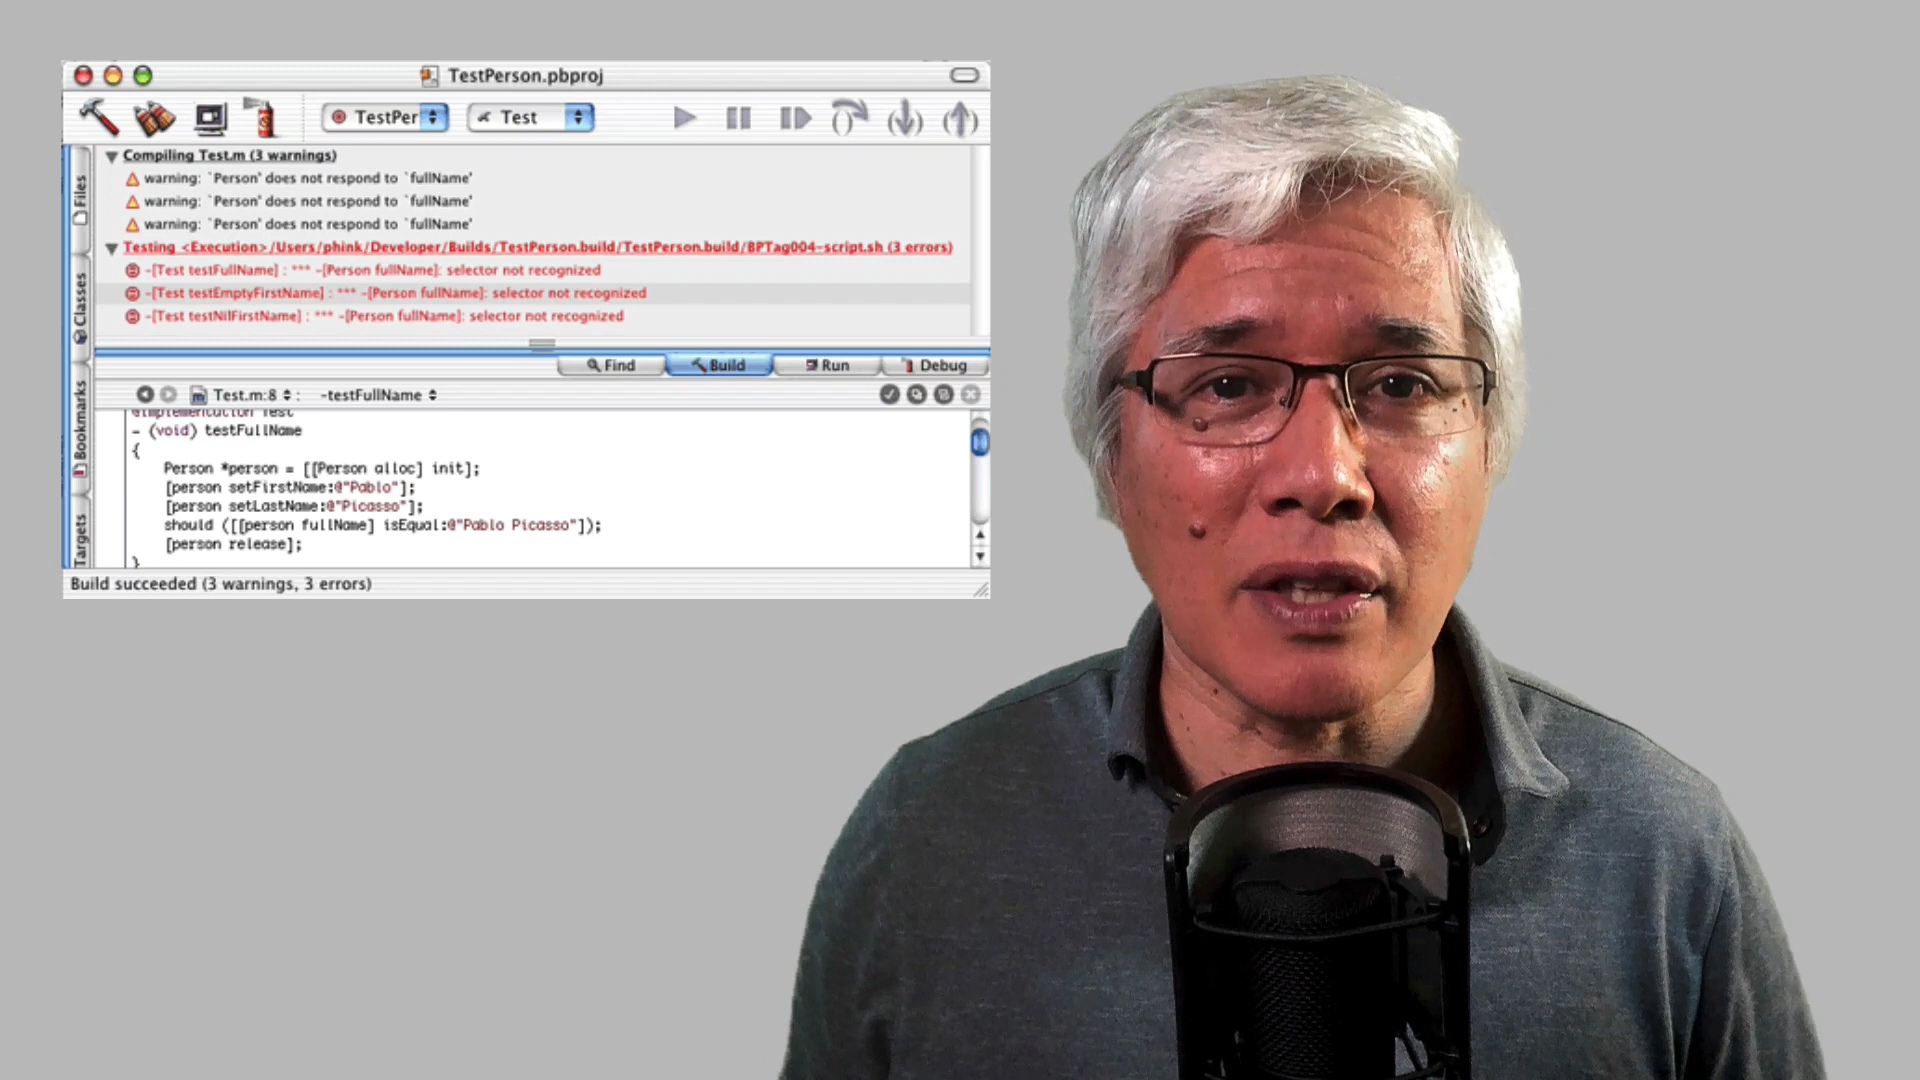 TestPerson.pbproj
TestPer
Test
Compiling Test.m (3 warnings)
warning: `Person' does not respond to `fullName'
warning: `Person' does not respond to `fullName'
warning: `Person' does not respond to `fullName'
Testing <Execution>/Users/phink/Developer/Builds/TestPerson.build/TestPerson.build/BPTag004-script.sh (3 errors)
-[Test testFullName] : *** -[Person fullName]: selector not recognized
-[Test testEmptyFirstName] : *** -[Person fullName]: selector not recognized
-[Test testNilFirstName] : *** -[Person fullName]: selector not recognized
Files
Classes
Bookmarks
Targets
Find
Build
Run
Debug
Test.m:8 :
-testFullName
@implementation Test
- (void) testFullName
{
Person *person = [[Person alloc] init];
[person setFirstName:@"Pablo"];
[person setLastName:@"Picasso"];
should ([[person fullName] isEqual:@"Pablo Picasso"]);
[person release];
}
Build succeeded (3 warnings, 3 errors)